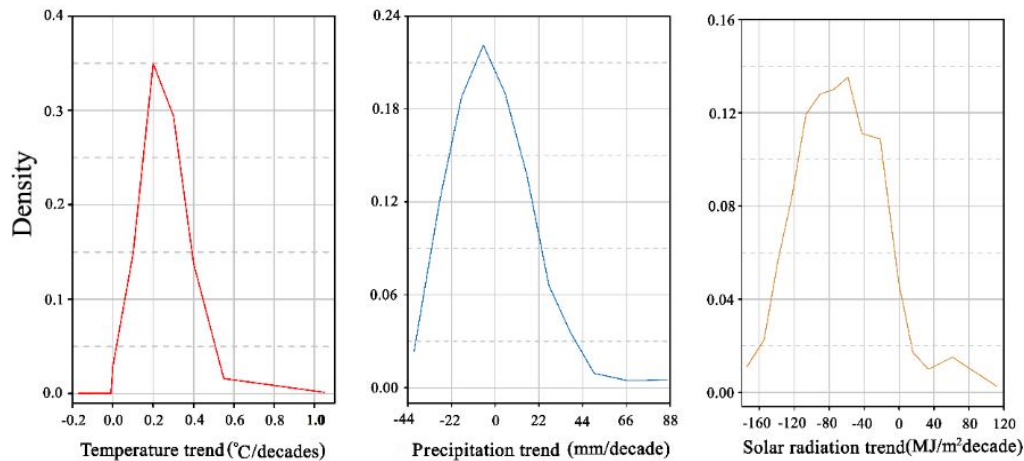 Density
0.4
0.3
0.2
0.1
0.0
-0.2 0.0 0.2 0.4 0.6 0.8 1.0
Temperature trend (°C/decades)
0.24
0.18
0.12
0.06
0.00
-44 -22 0 22 44 66 88
Precipitation trend (mm/decade)
0.16
0.12
0.08
0.04
0.00
-160 -120 -80 -40 0 40 80 120
Solar radiation trend(MJ/m²decade)